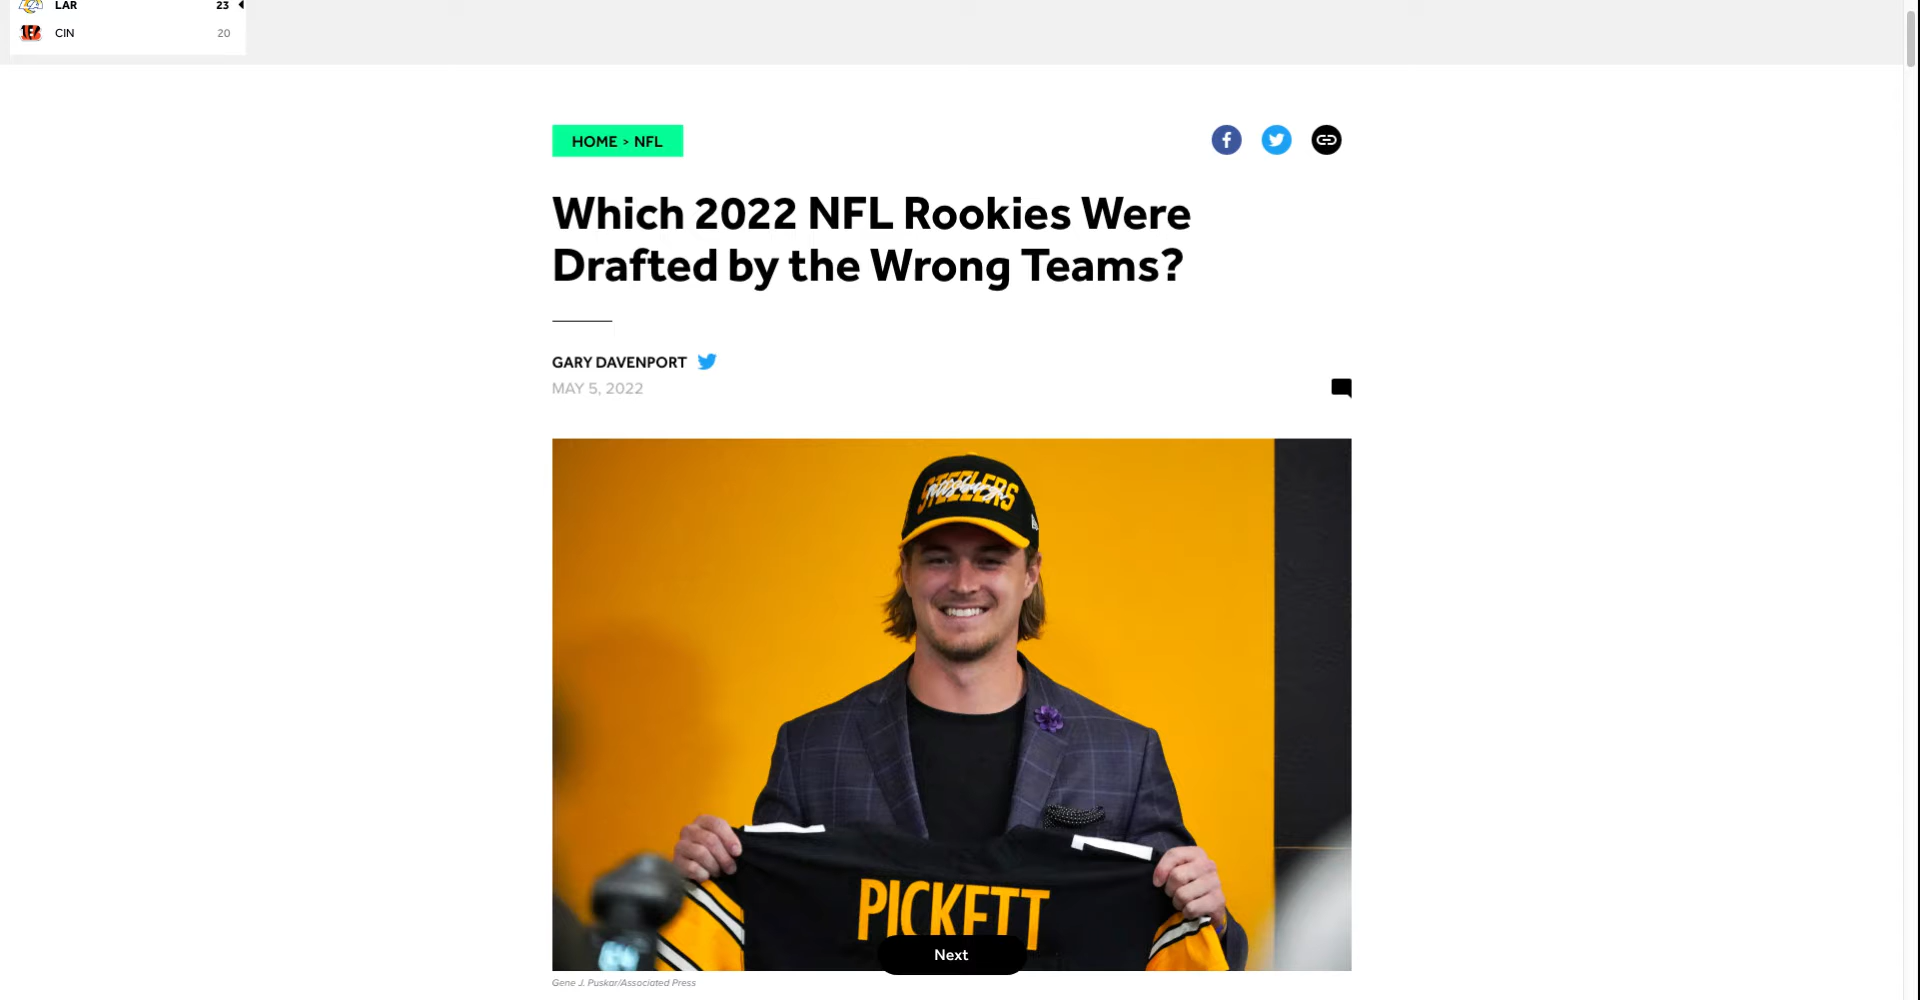 LAR 23
CIN 20
HOME > NFL
Which 2022 NFL Rookies Were
Drafted by the Wrong Teams?
GARY DAVENPORT
MAY 5, 2022
STEELERS
Pittsburgh
PICKETT
Next
Gene J. Puskar/Associated Press